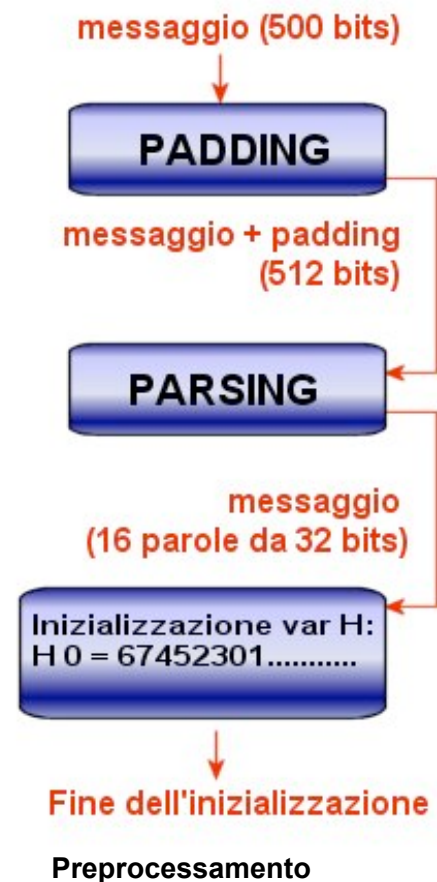 messaggio (500 bits)
PADDING
messaggio + padding
(512 bits)
PARSING
messaggio
(16 parole da 32 bits)
Inizializzazione var H:
H 0 = 67452301...........
Fine dell'inizializzazione
Preprocessamento